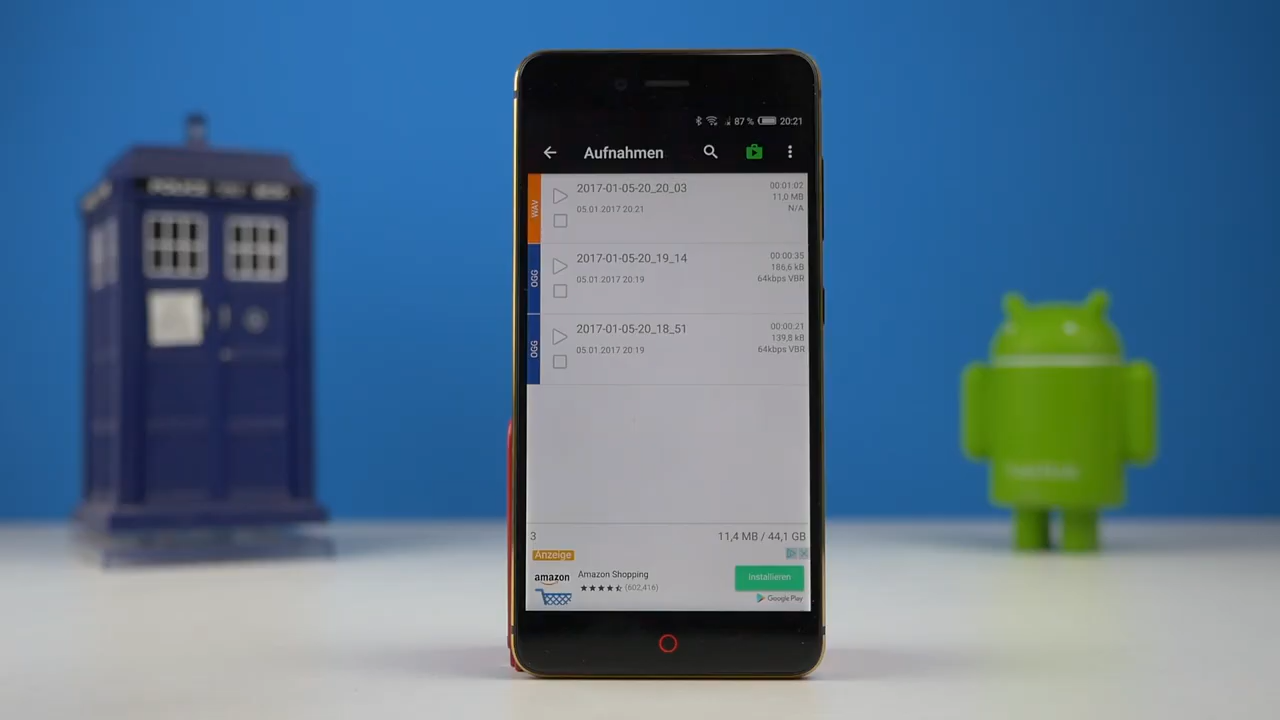 POLICE BOX
87 % 20:21
Aufnahmen
WAV
2017-01-05-20_20_03
00:01:02
11,0 MB
05.01.2017 20:21
N/A
OGG
2017-01-05-20_19_14
00:00:35
186,6 kB
05.01.2017 20:19
64kbps VBR
OGG
2017-01-05-20_18_51
00:00:21
139,8 kB
05.01.2017 20:19
64kbps VBR
3
11,4 MB / 44,1 GB
Anzeige
amazon
Amazon Shopping
(602,416)
Installieren
Google Play